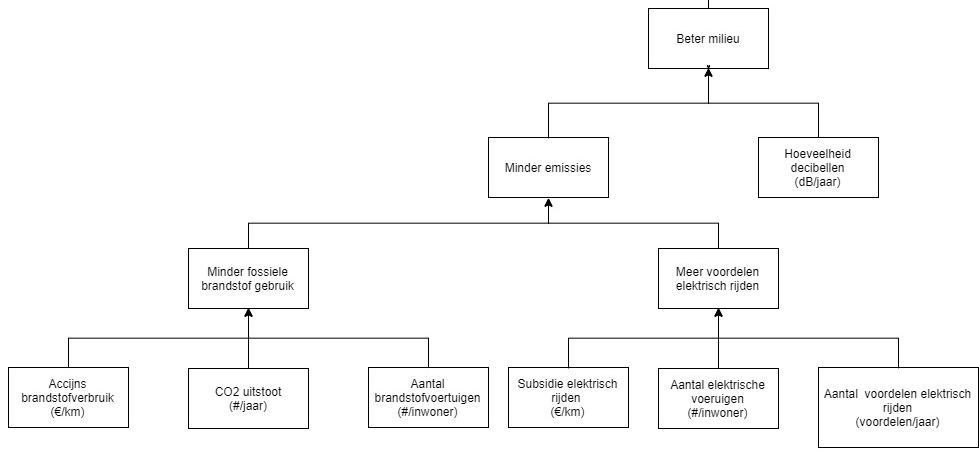 Beter milieu
Minder emissies
Hoeveelheid
decibellen
(dB/jaar)
Minder fossiele
brandstof gebruik
Meer voordelen
elektrisch rijden
Accijns
brandstofverbruik
(€/km)
CO2 uitstoot
(#/jaar)
Aantal
brandstofvoertuigen
(#/inwoner)
Subsidie elektrisch
rijden
(€/km)
Aantal elektrische
voeruigen
(#/inwoner)
Aantal  voordelen elektrisch
rijden
(voordelen/jaar)